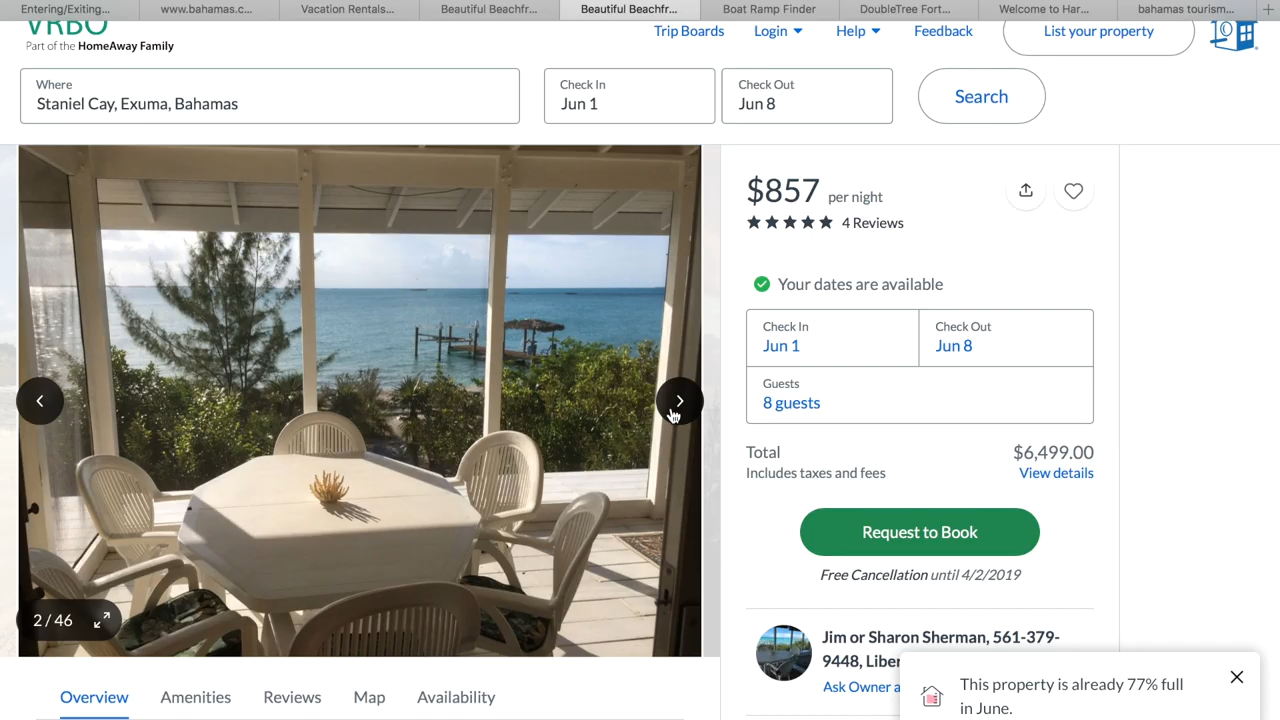 Entering/Exiting...
www.bahamas.c...
Vacation Rentals...
Beautiful Beachfr...
Beautiful Beachfr...
Boat Ramp Finder
DoubleTree Fort...
Welcome to Har...
bahamas tourism...
VRBO
Part of the HomeAway Family
Trip Boards
Login
Help
Feedback
List your property
Where
Staniel Cay, Exuma, Bahamas
Check In
Jun 1
Check Out
Jun 8
Search
$857 per night
4 Reviews
Your dates are available
Check In
Jun 1
Check Out
Jun 8
Guests
8 guests
Total
$6,499.00
Includes taxes and fees
View details
Request to Book
Free Cancellation until 4/2/2019
2 / 46
Jim or Sharon Sherman, 561-379-
9448, Liber
Ask Owner a
This property is already 77% full
in June.
Overview
Amenities
Reviews
Map
Availability